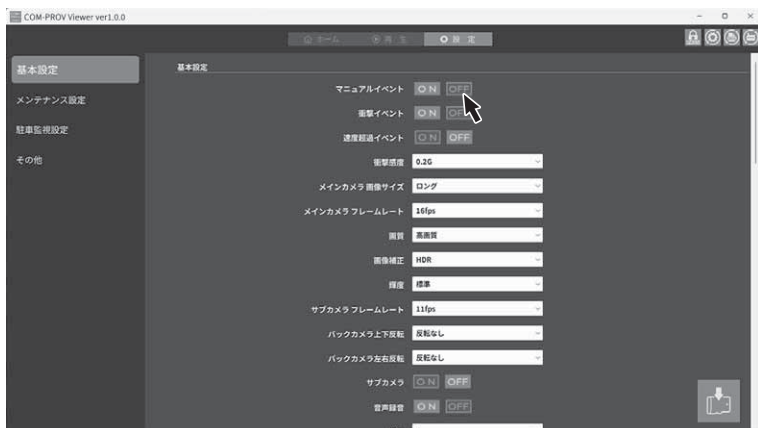 COM-PROV Viewer ver1.0.0
ホーム 再 生 設 定
基本設定
メンテナンス設定
駐車監視設定
その他
基本設定
マニュアルイベント ON OFF
衝撃イベント ON OFF
速度超過イベント ON OFF
衝撃感度 0.2G
メインカメラ画像サイズ ロング
メインカメラフレームレート 16fps
画質 高画質
画像補正 HDR
輝度 標準
サブカメラフレームレート 11fps
バックカメラ上下反転 反転なし
バックカメラ左右反転 反転なし
サブカメラ ON OFF
音声録音 ON OFF